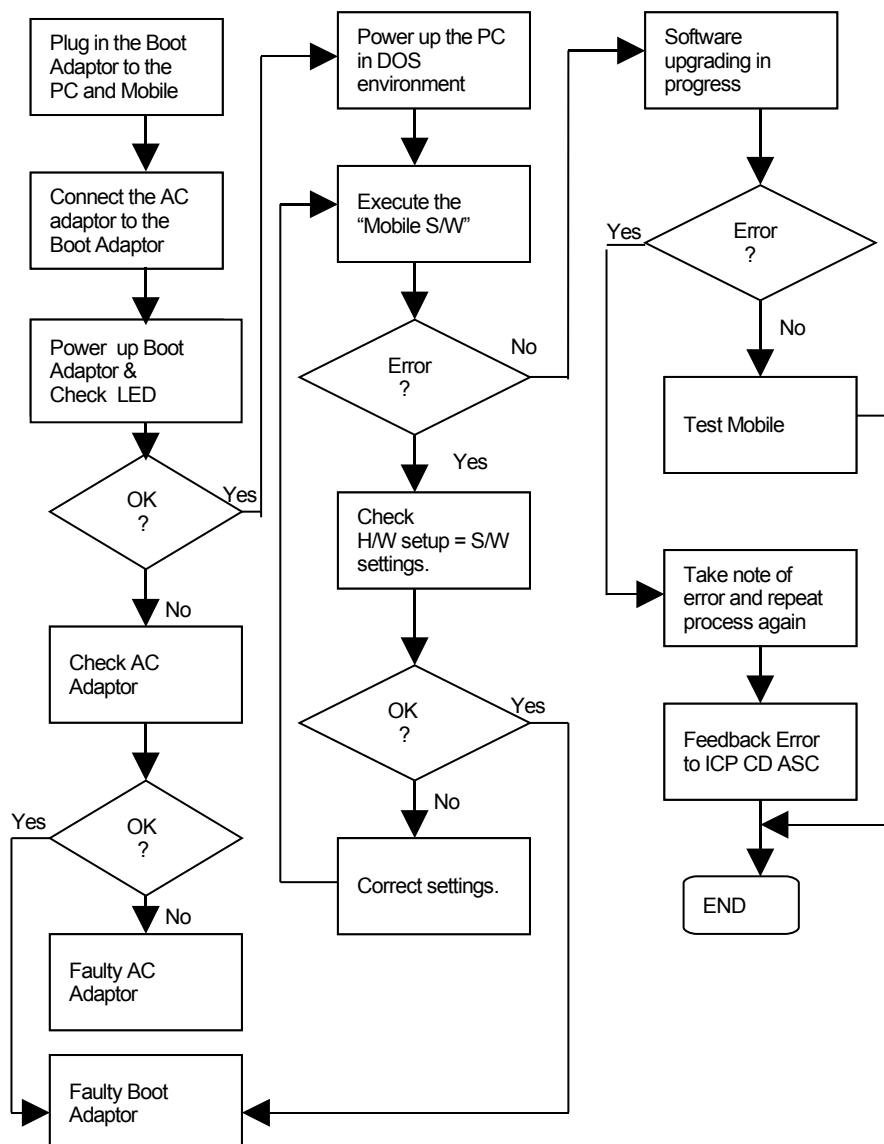 Plug in the Boot
Adaptor to the
PC and Mobile
Connect the AC
adaptor to the
Boot Adaptor
Power up Boot
Adaptor &
Check LED
OK
?
Yes
No
Check AC
Adaptor
Yes
OK
?
No
Faulty AC
Adaptor
Faulty Boot
Adaptor
Power up the PC
in DOS
environment
Execute the
“Mobile S/W”
Error
?
No
Yes
Check
H/W setup = S/W
settings.
OK
?
Yes
No
Correct settings.
Software
upgrading in
progress
Yes
Error
?
No
Test Mobile
Take note of
error and repeat
process again
Feedback Error
to ICP CD ASC
END